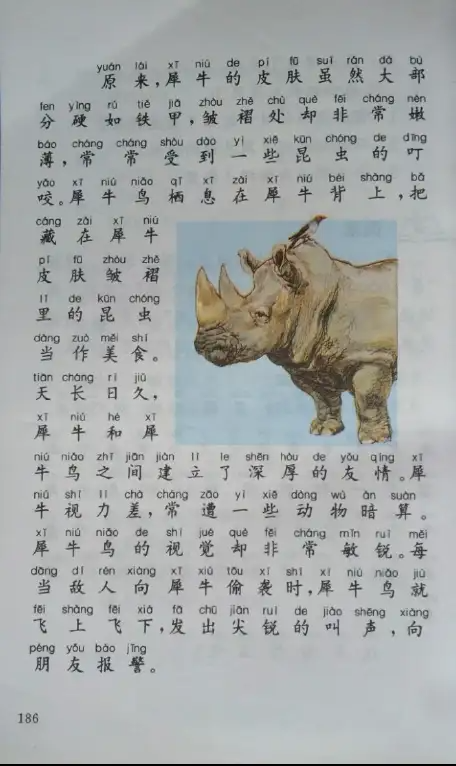 yuán lái xī niú de pí fū suī rán dà bù
原来,犀牛的皮肤虽然大部
fen yìng rú tiě jiǎ zhòu zhě chù què fēi cháng nèn
分硬如铁甲,皱褶处却非常嫩
báo cháng cháng shòu dào yì xiē kūn chóng de dīng
薄,常常受到一些昆虫的叮
yǎo xī niú niǎo qī xī zài xī niú bèi shàng bǎ
咬。犀牛鸟栖息在犀牛背上,把
cáng zài xī niú
藏在犀牛
pí fū zhòu zhě
皮肤皱褶
lǐ de kūn chóng
里的昆虫
dàng zuò měi shí
当作美食。
tiān cháng rì jiǔ
天长日久,
xī niú hé xī
犀牛和犀
niú niǎo zhī jiān jiàn lì le shēn hòu de yǒu qíng xī
牛鸟之间建立了深厚的友情。犀
niú shì lì chà cháng zāo yì xiē dòng wù àn suàn
牛视力差,常遭一些动物暗算。
xī niú niǎo de shì jué què fēi cháng mǐn ruì měi
犀牛鸟的视觉却非常敏锐。每
dāng dí rén xiàng xī niú tōu xí shí xī niú niǎo jiù
当敌人向犀牛偷袭时,犀牛鸟就
fēi shàng fēi xià fā chū jiān ruì de jiào shēng xiàng
飞上飞下,发出尖锐的叫声,向
péng yǒu bào jǐng
朋友报警。
186